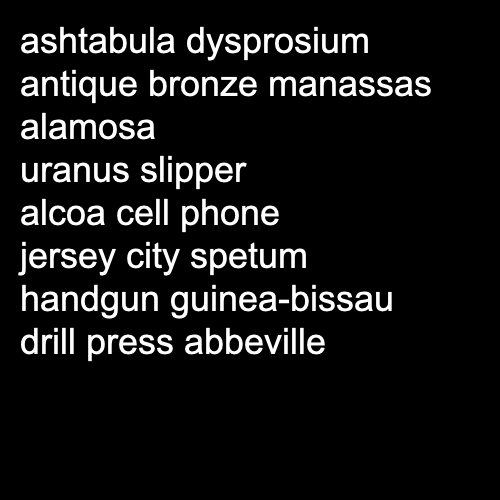 ashtabula dysprosium
antique bronze manassas
alamosa
uranus slipper
alcoa cell phone
jersey city spetum
handgun guinea-bissau
drill press abbeville